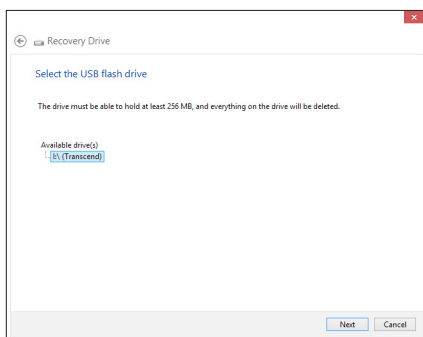 Recovery Drive
Select the USB flash drive
The drive must be able to hold at least 256 MB, and everything on the drive will be deleted.
Available drive(s)
I:\ (Transcend)
Next
Cancel